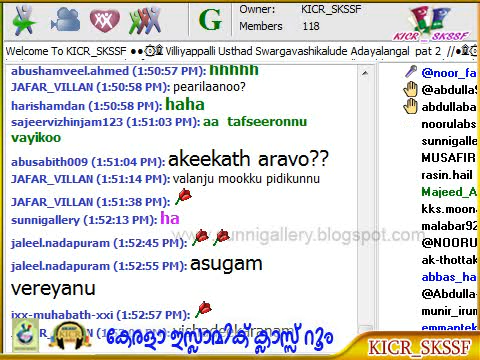 Owner: KICR_SKSSF
G Members 118
KICR_SKSSF
Welcome To KICR_SKSSF ●●۞ Villiyappalli Usthad Swargavashikalude Adayalangal pat 2 //●
abushamveel.ahmed (1:50:57 PM): hhhhh
JAFAR_VILLAN (1:50:58 PM): pearilaanoo?
harishamdan (1:50:58 PM): haha
sajeervizhinjam123 (1:51:03 PM): aa tafseeronnu
vayikoo
abusabith009 (1:51:04 PM): akeekath aravo??
JAFAR_VILLAN (1:51:14 PM): valanju mookku pidikunnu
JAFAR_VILLAN (1:51:38 PM):
sunnigallery (1:52:13 PM): ha
www.sunnigallery.blogspot.com
jaleel.nadapuram (1:52:45 PM):
jaleel.nadapuram (1:52:55 PM): asugam
vereyanu
ixx-muhabath-xxi (1:52:57 PM):
@noor_fa
@abdulla9
abdullaba
noorulabs
sunnigalle
MUSAFIR
rasin.hail
Majeed_A
kks.moona
malabar92
@NOORU
ak-thottak
abbas_ha
@Abdulla-
munir_irum
emmantek
കേരളാ ഇസ്ലാമിക് ക്ലാസ്സ് റൂം
KICR_SKSSF